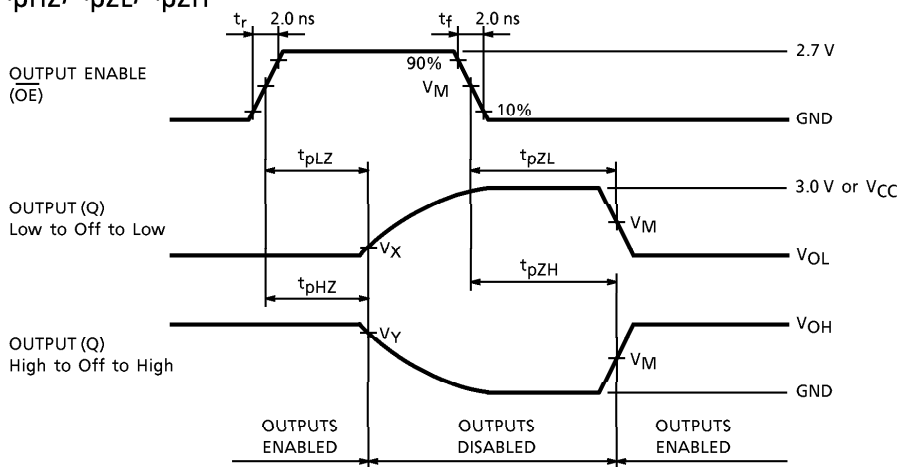 tpHZ, tpZL, tpZH
tr 2.0 ns tf 2.0 ns
2.7 V
OUTPUT ENABLE
(OE)
90%
VM
10%
GND
tpLZ tpZL
3.0 V or VCC
OUTPUT (Q)
Low to Off to Low
VX
VM
VOL
tpHZ tpZH
VOH
OUTPUT (Q)
High to Off to High
VY
VM
GND
OUTPUTS
ENABLED
OUTPUTS
DISABLED
OUTPUTS
ENABLED